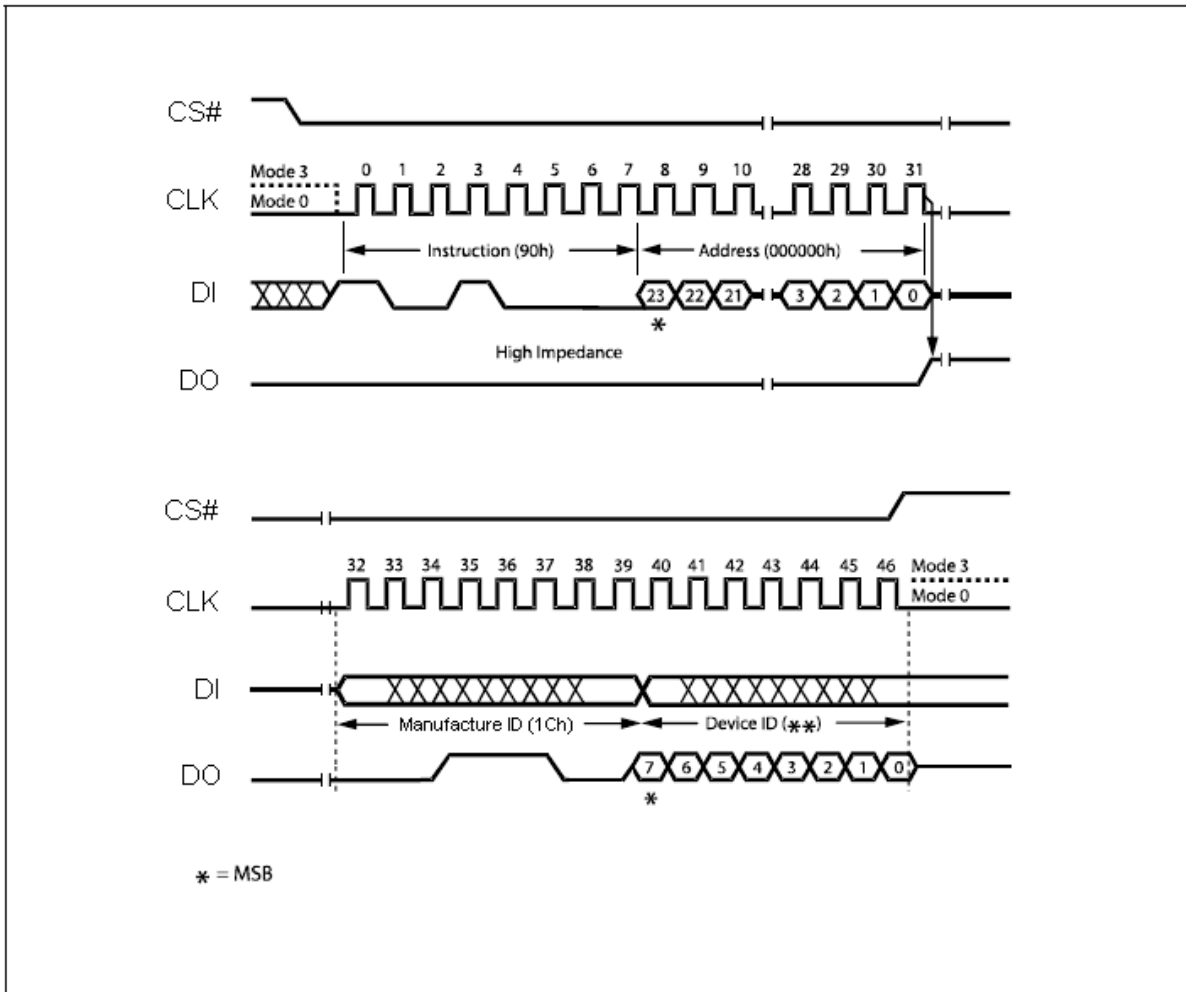 CS#
Mode 3
0 1 2 3 4 5 6 7 8 9 10 28 29 30 31
CLK
Mode 0
Instruction (90h) Address (000000h)
DI
23 22 21 3 2 1 0
*
High Impedance
DO
CS#
32 33 34 35 36 37 38 39 40 41 42 43 44 45 46
Mode 3
CLK
Mode 0
DI
Manufacture ID (1Ch) Device ID (**)
DO
7 6 5 4 3 2 1 0
*
* = MSB